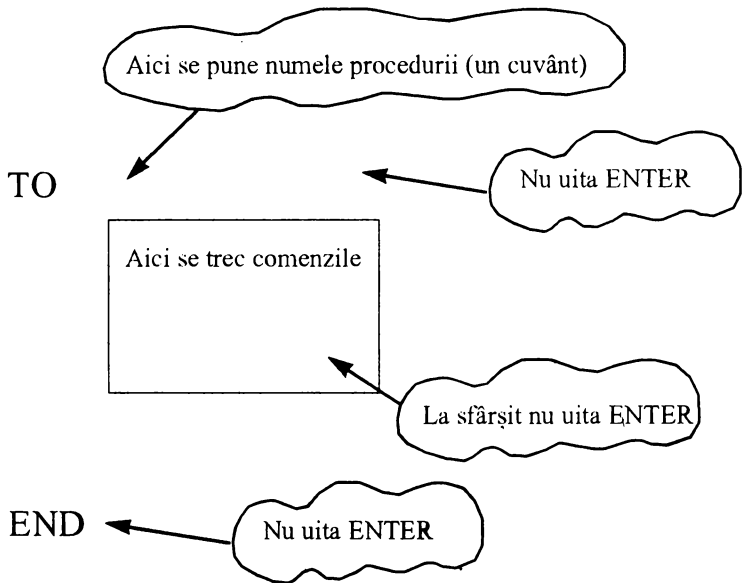 Aici se pune numele procedurii (un cuvânt)
TO
Nu uita ENTER
Aici se trec comenzile
La sfârșit nu uita ENTER
END
Nu uita ENTER